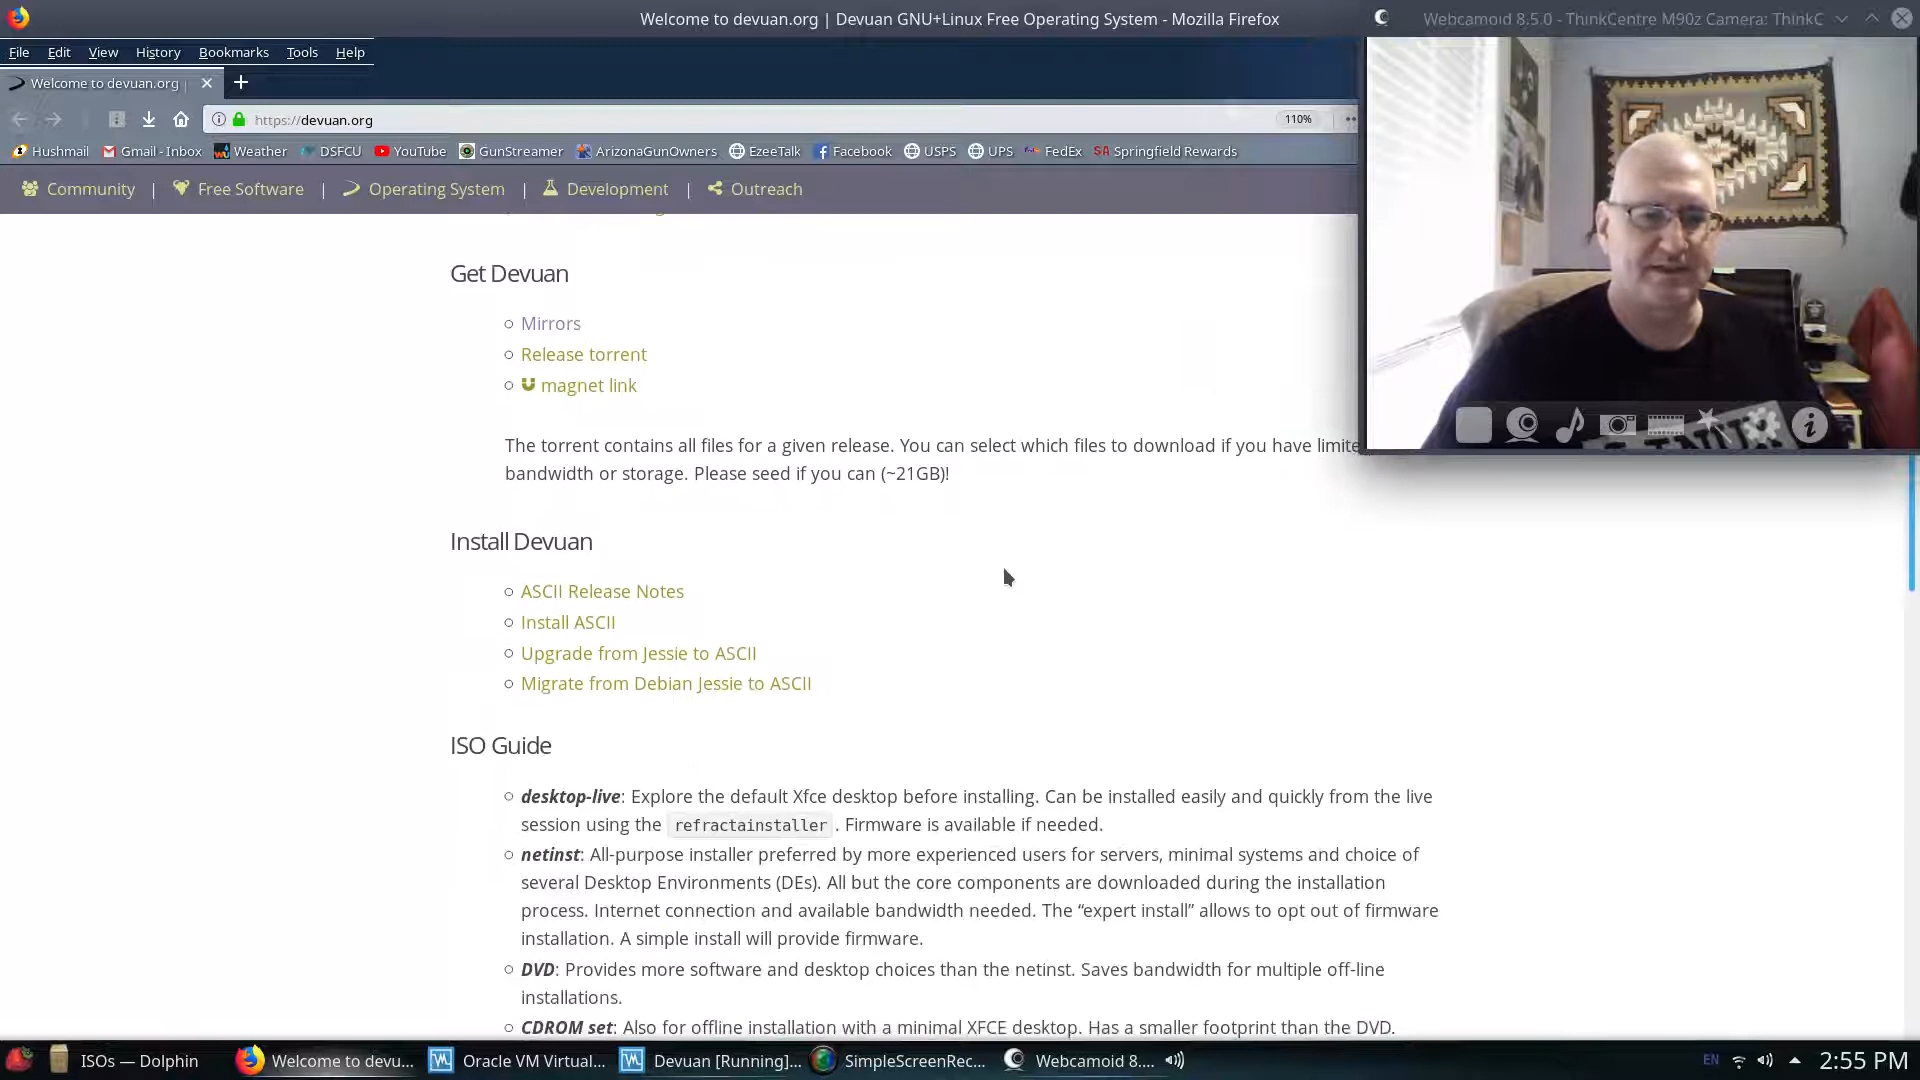 Welcome to devuan.org | Devuan GNU+Linux Free Operating System - Mozilla Firefox
Webcamoid 8.5.0 - ThinkCentre M90z Camera: ThinkC
File Edit View History Bookmarks Tools Help
Welcome to devuan.org |
https://devuan.org
110%
Hushmail Gmail - Inbox Weather DSFCU YouTube GunStreamer ArizonaGunOwners EzeeTalk Facebook USPS UPS FedEx SA Springfield Rewards
Community | Free Software | Operating System | Development | Outreach
Get Devuan
Mirrors
Release torrent
magnet link
The torrent contains all files for a given release. You can select which files to download if you have limite
bandwidth or storage. Please seed if you can (~21GB)!
Install Devuan
ASCII Release Notes
Install ASCII
Upgrade from Jessie to ASCII
Migrate from Debian Jessie to ASCII
ISO Guide
desktop-live: Explore the default Xfce desktop before installing. Can be installed easily and quickly from the live
session using the refractainstaller . Firmware is available if needed.
netinst: All-purpose installer preferred by more experienced users for servers, minimal systems and choice of
several Desktop Environments (DEs). All but the core components are downloaded during the installation
process. Internet connection and available bandwidth needed. The “expert install” allows to opt out of firmware
installation. A simple install will provide firmware.
DVD: Provides more software and desktop choices than the netinst. Saves bandwidth for multiple off-line
installations.
CDROM set: Also for offline installation with a minimal XFCE desktop. Has a smaller footprint than the DVD.
ISOs — Dolphin Welcome to devu... Oracle VM Virtual... Devuan [Running]... SimpleScreenRec... Webcamoid 8.... EN 2:55 PM